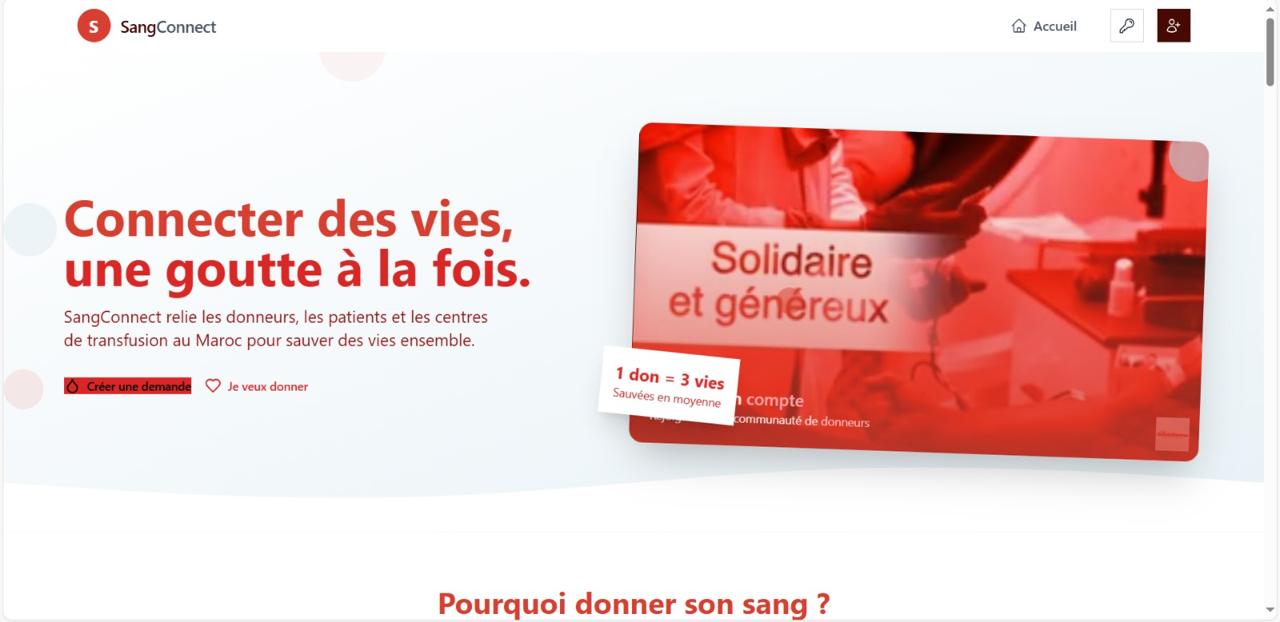 S SangConnect
Accueil
Connecter des vies,
une goutte à la fois.
SangConnect relie les donneurs, les patients et les centres
de transfusion au Maroc pour sauver des vies ensemble.
Créer une demande
Je veux donner
Solidaire
et généreux
1 don = 3 vies
Sauvées en moyenne
compte
communauté de donneurs
Pourquoi donner son sang ?